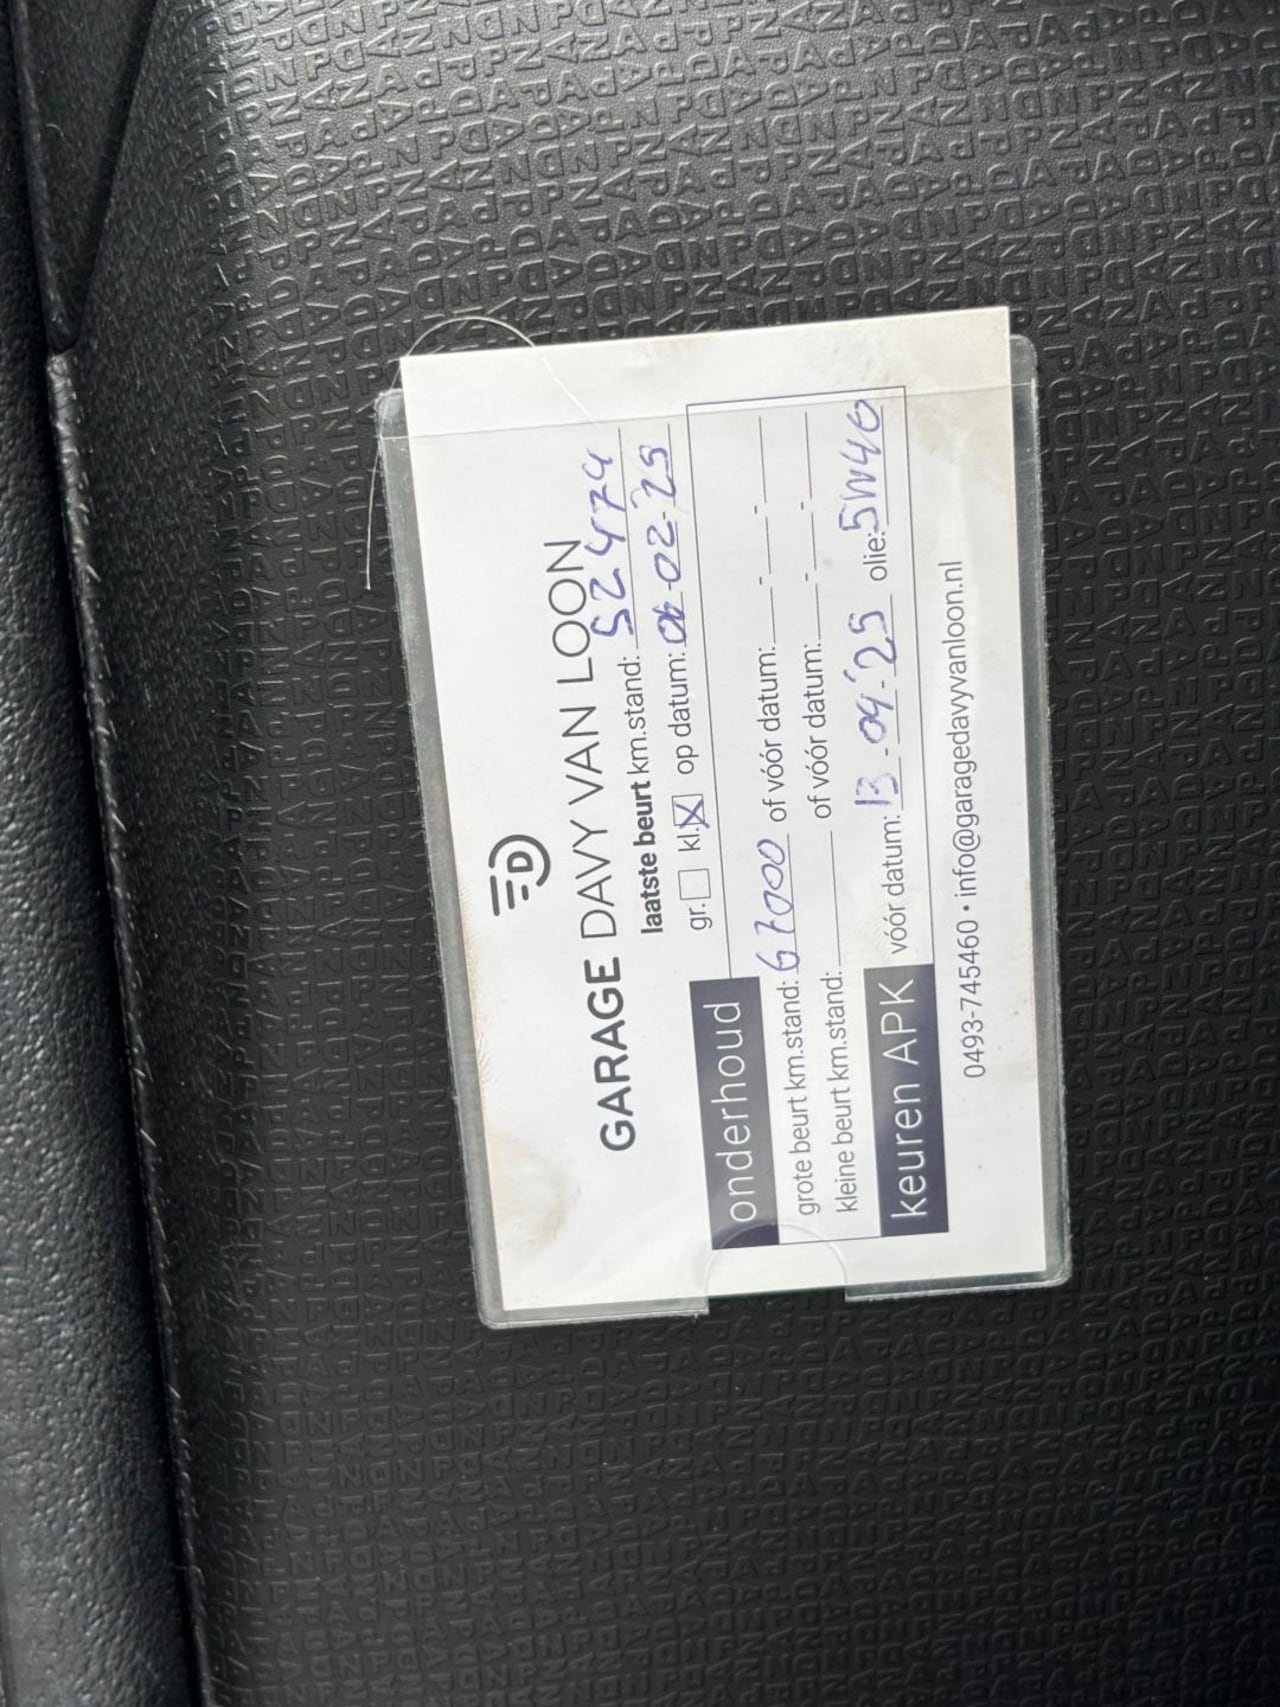 GARAGE DAVY VAN LOON
laatste beurt km.stand: 52474
gr. kl. X op datum: 06-02-25
onderhoud
grote beurt km.stand: 67000 of vóór datum:
kleine beurt km.stand: of vóór datum:
keuren APK vóór datum: 13-04-25 olie: 5W40
0493-745460 • info@garagedavyvanloon.nl